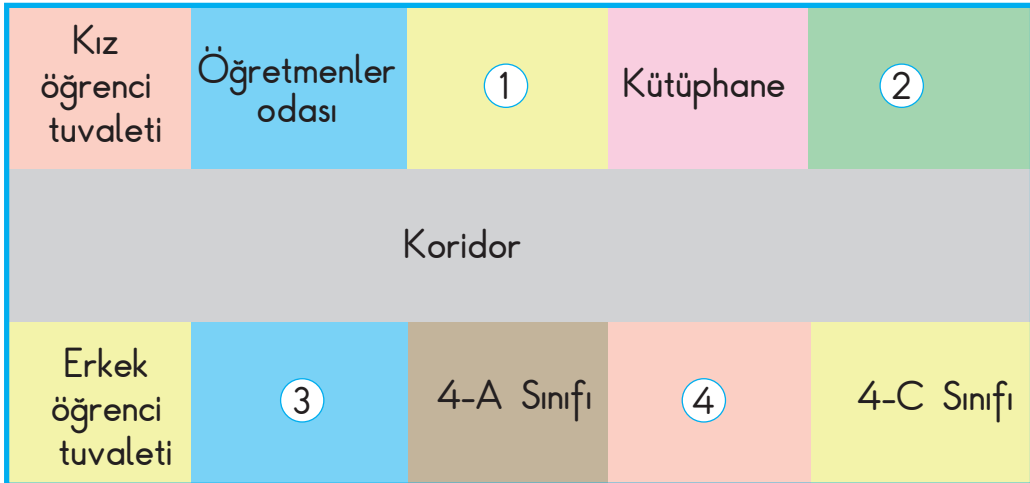 Kız
öğrenci
tuvaleti
Öğretmenler
odası
1
Kütüphane
2
Koridor
Erkek
öğrenci
tuvaleti
3
4-A Sınıfı
4
4-C Sınıfı